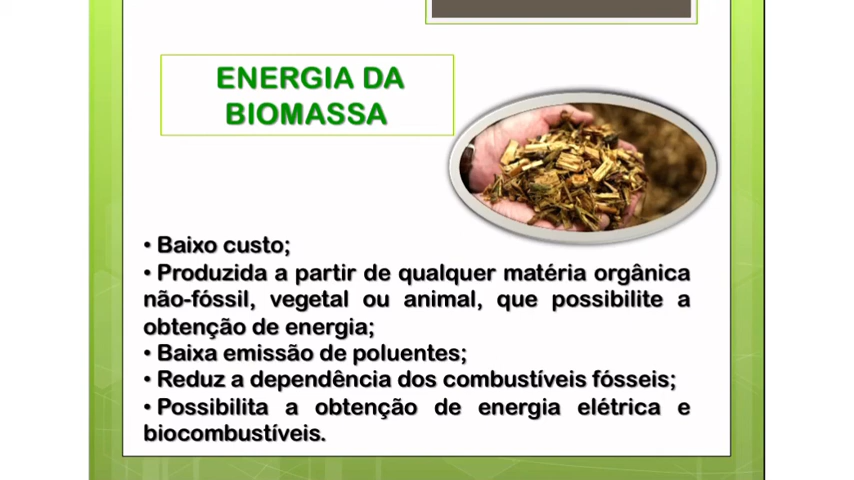 ENERGIA DA
BIOMASSA
• Baixo custo;
• Produzida a partir de qualquer matéria orgânica
não-fóssil, vegetal ou animal, que possibilite a
obtenção de energia;
• Baixa emissão de poluentes;
• Reduz a dependência dos combustíveis fósseis;
• Possibilita a obtenção de energia elétrica e
biocombustíveis.